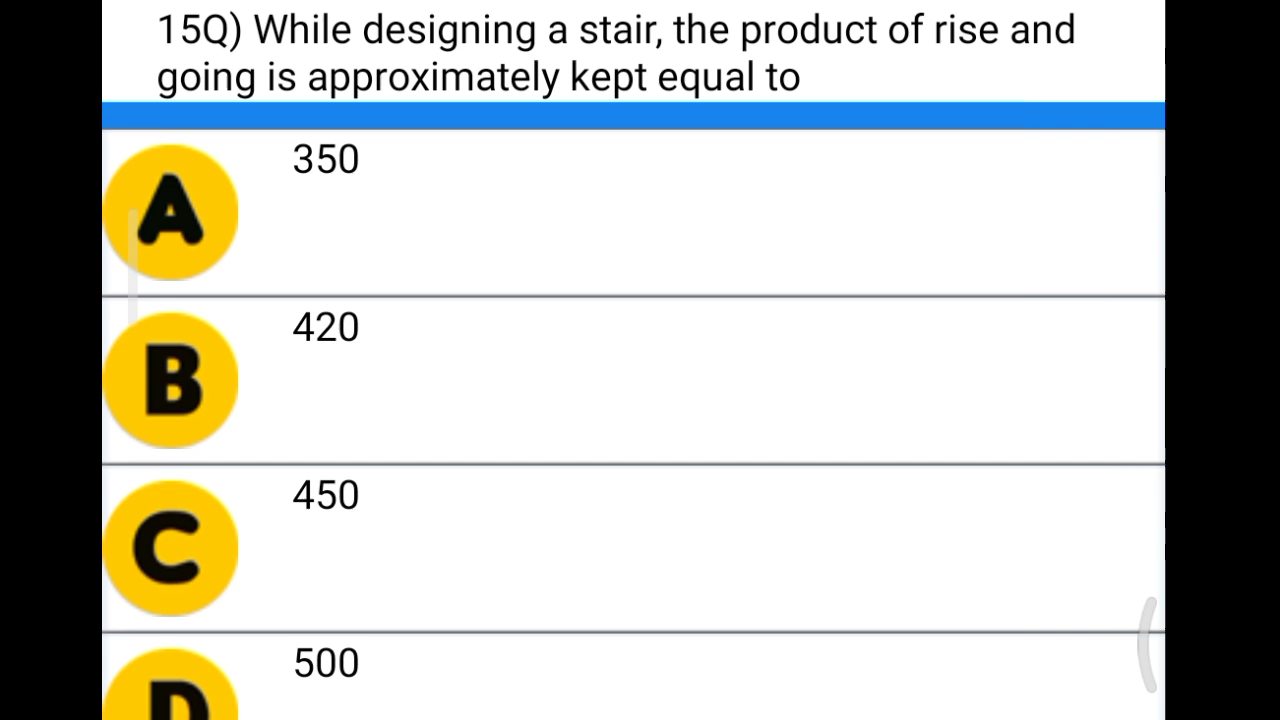 15Q) While designing a stair, the product of rise and
going is approximately kept equal to
A 350
B 420
C 450
D 500